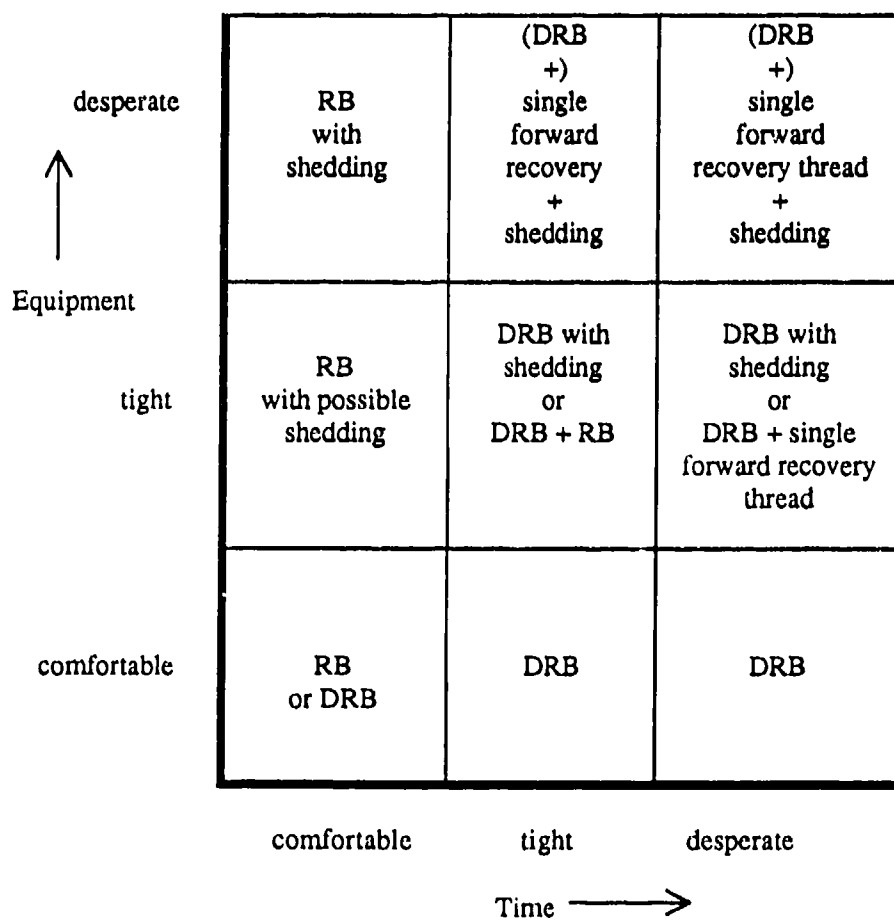 desperate
RB
with
shedding
(DRB
+)
single
forward
recovery
+
shedding
(DRB
+)
single
forward
recovery thread
+
shedding
Equipment
tight
RB
with possible
shedding
DRB with
shedding
or
DRB + RB
DRB with
shedding
or
DRB + single
forward recovery
thread
comfortable
RB
or DRB
DRB
DRB
comfortable
tight
desperate
Time